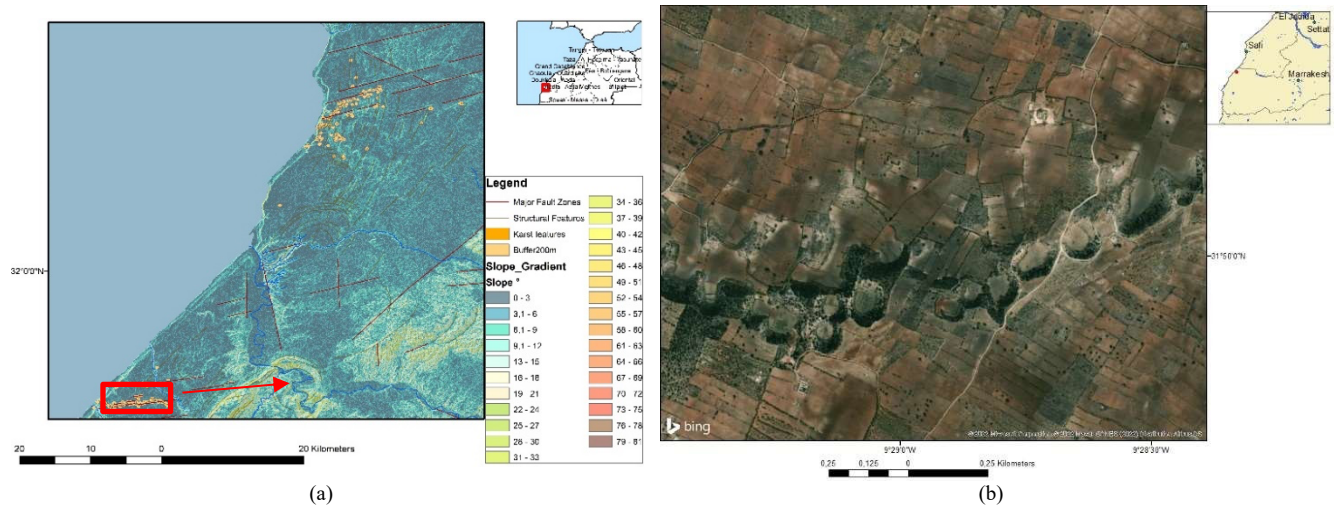 Legend
Major Fault Zones
Structural Features
Karst features
Buffer200m
Slope_Gradient
Slope °
0 - 3
3,1 - 6
6,1 - 9
9,1 - 12
13 - 15
16 - 18
19 - 21
22 - 24
25 - 27
28 - 30
31 - 33
34 - 36
37 - 39
40 - 42
43 - 45
46 - 48
49 - 51
52 - 54
55 - 57
58 - 60
61 - 63
64 - 66
67 - 69
70 - 72
73 - 75
76 - 78
79 - 81
32°0'0"N
20 10 0 20 Kilometers
(a)
El Jadida
Settat
Safi
Marrakesh
31°50'0"N
bing
9°29'0"W
9°28'30"W
0,25 0,125 0 0,25 Kilometers
(b)